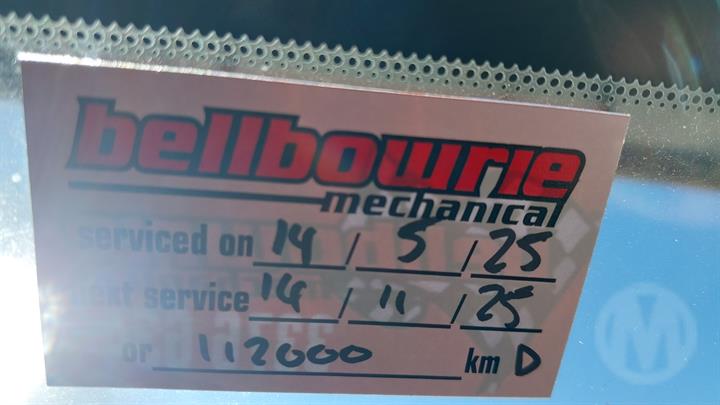 bellbowrie
mechanical
serviced on 14 / 5 / 25
next service 14 / 11 / 25
or 112000 km D
M